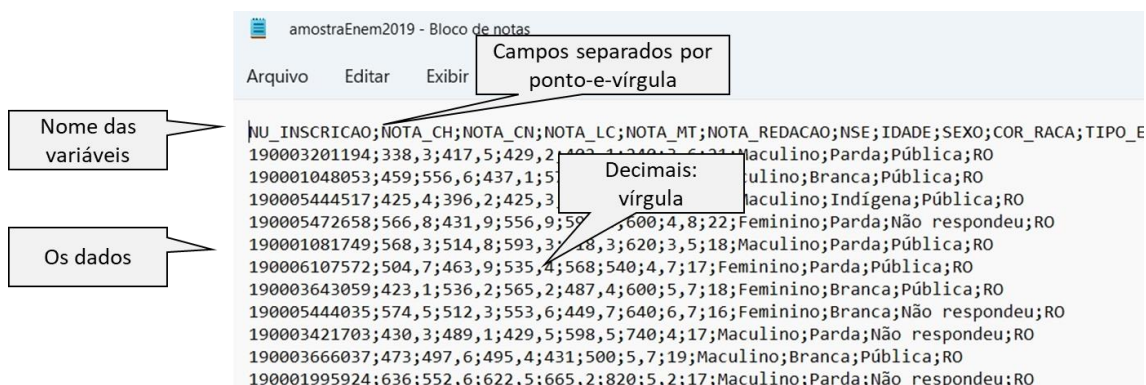 amostraEnem2019 - Bloco de notas
Campos separados por
ponto-e-vírgula
Arquivo Editar Exibir
Nome das
variáveis
NU_INSCRICAO;NOTA_CH;NOTA_CN;NOTA_LC;NOTA_MT;NOTA_REDACAO;NSE;IDADE;SEXO;COR_RACA;TIPO_E
190003201194;338,3;417,5;429,2 Maculino;Parda;Pública;RO
Decimais:
vírgula
190001048053;459;556,6;437,1;5 ulino;Branca;Pública;RO
190005444517;425,4;396,2;425,3 Maculino;Indígena;Pública;RO
190005472658;566,8;431,9;556,9;59 ;600;4,8;22;Feminino;Parda;Não respondeu;RO
Os dados
190001081749;568,3;514,8;593,3; 18,3;620;3,5;18;Maculino;Parda;Pública;RO
190006107572;504,7;463,9;535,4;568;540;4,7;17;Feminino;Parda;Pública;RO
190003643059;423,1;536,2;565,2;487,4;600;5,7;18;Feminino;Branca;Pública;RO
190005444035;574,5;512,3;553,6;449,7;640;6,7;16;Feminino;Branca;Não respondeu;RO
190003421703;430,3;489,1;429,5;598,5;740;4;17;Maculino;Parda;Não respondeu;RO
190003666037;473;497,6;495,4;431;500;5,7;19;Maculino;Branca;Pública;RO
190001995924;636;552,6;622,5;665,2;820;5,2;17;Maculino;Parda;Não respondeu;RO